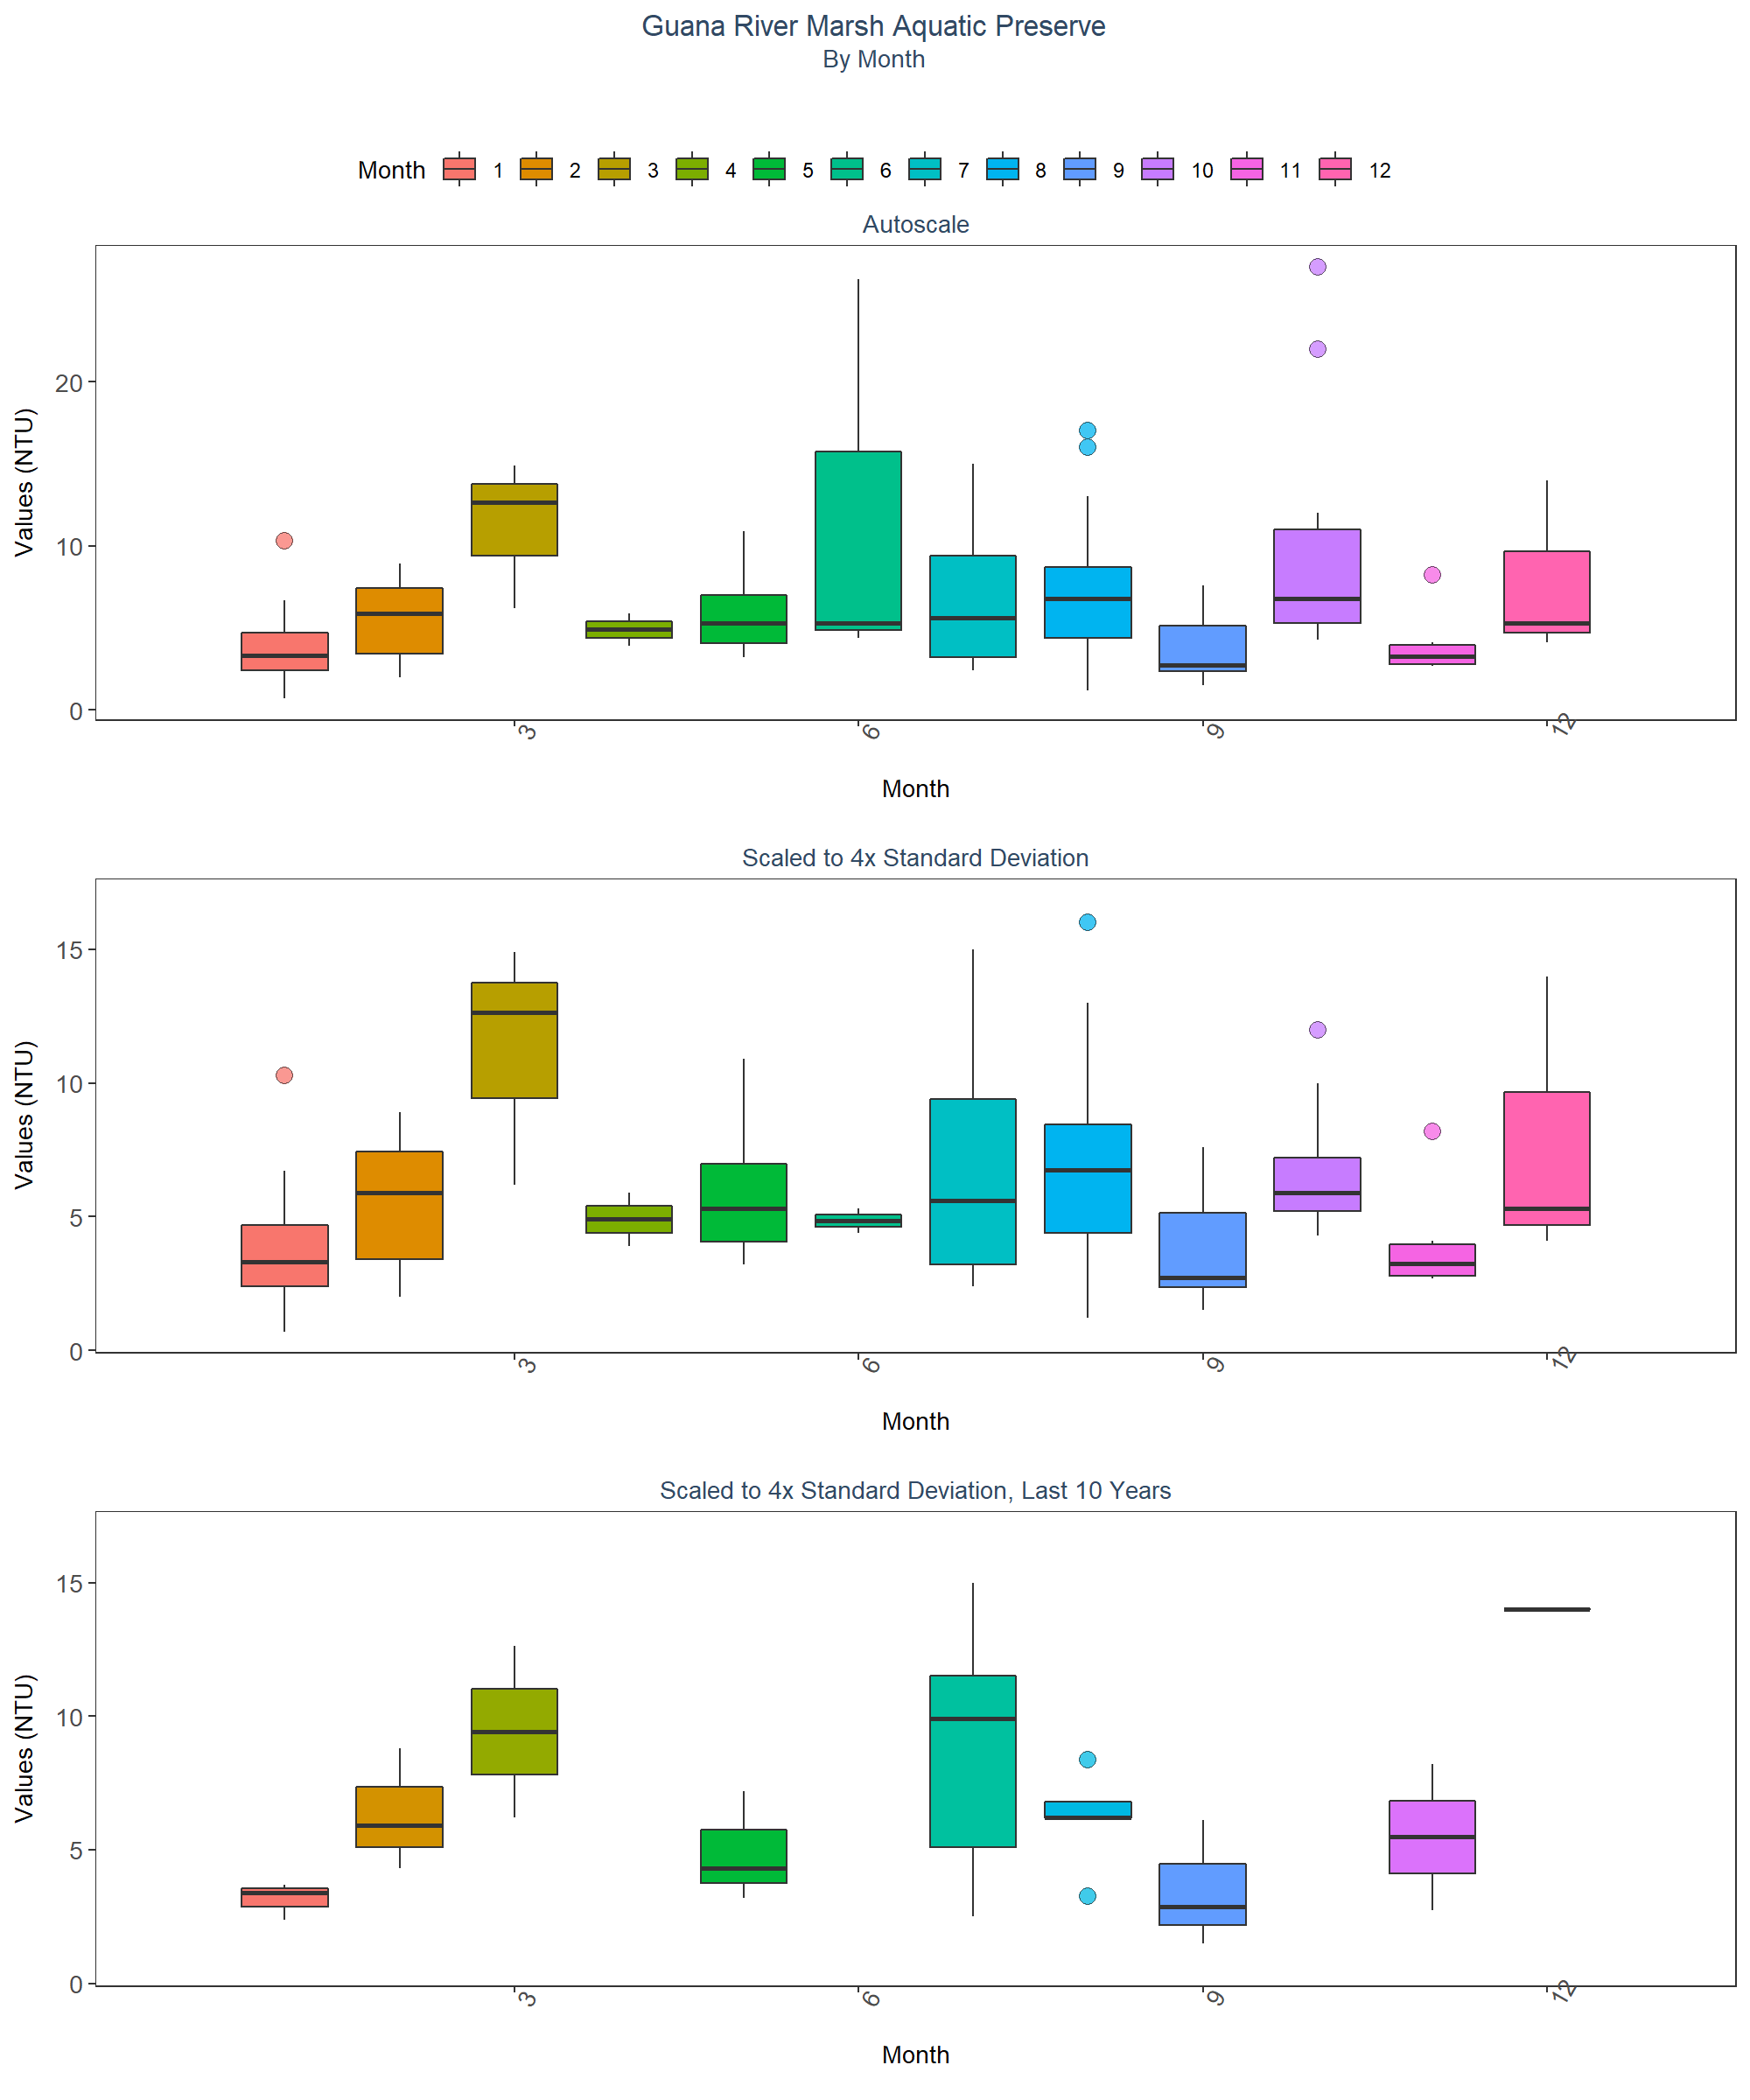 Guana River Marsh Aquatic Preserve
By Month
Month 1 2 3 4 5 6 7 8 9 10 11 12
Autoscale
Values (NTU)
20
10
0
3 6 9 12
Month
Scaled to 4x Standard Deviation
Values (NTU)
15
10
5
0
3 6 9 12
Month
Scaled to 4x Standard Deviation, Last 10 Years
Values (NTU)
15
10
5
0
3 6 9 12
Month